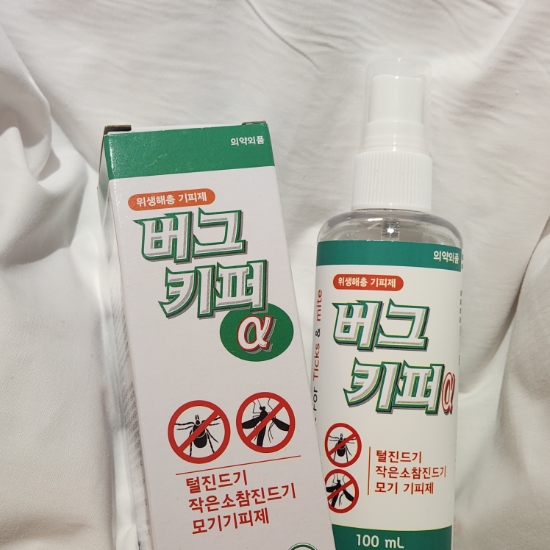 의약외품
위생해충 기피제
버그
키퍼
α
털진드기
작은소참진드기
모기기피제
의약외품
위생해충 기피제
버그
키퍼α
For Ticks & mite
털진드기
작은소참진드기
모기 기피제
100 mL